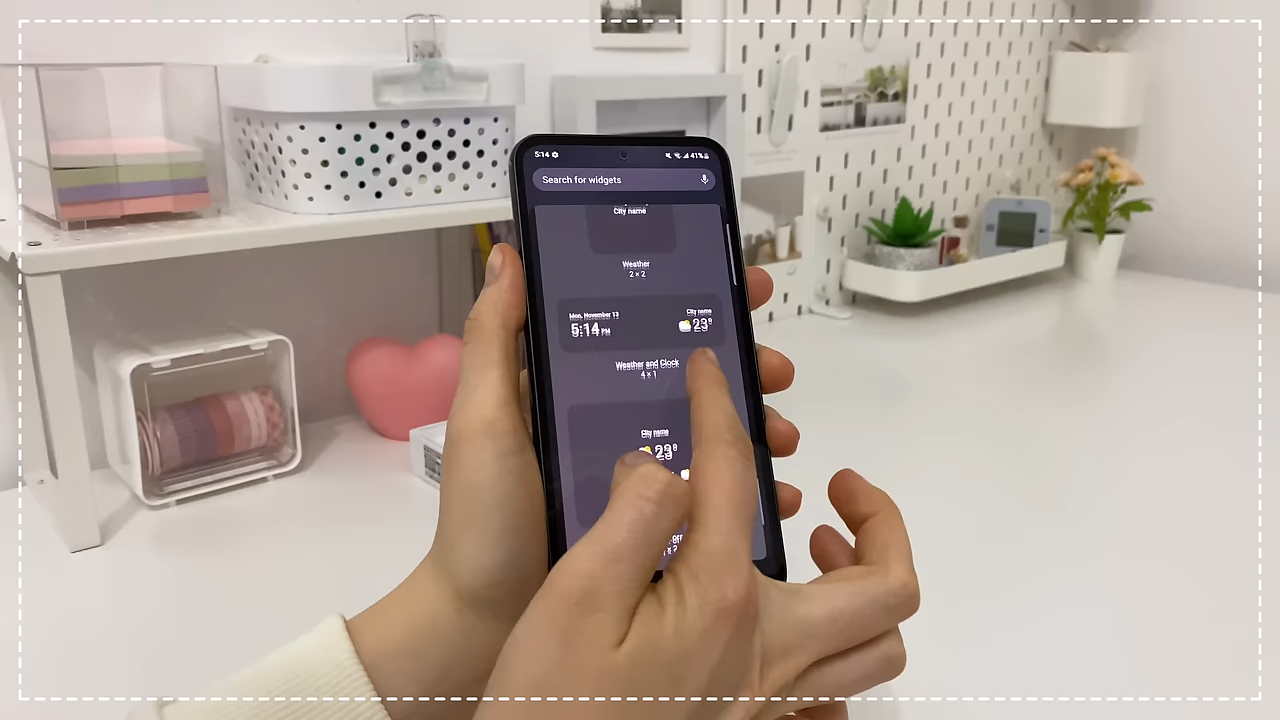 5:14
41%
Search for widgets
City name
Weather
2 × 2
Mon, November 13
City name
5:14 PM
23°
Weather and Clock
4 × 1
City name
23°